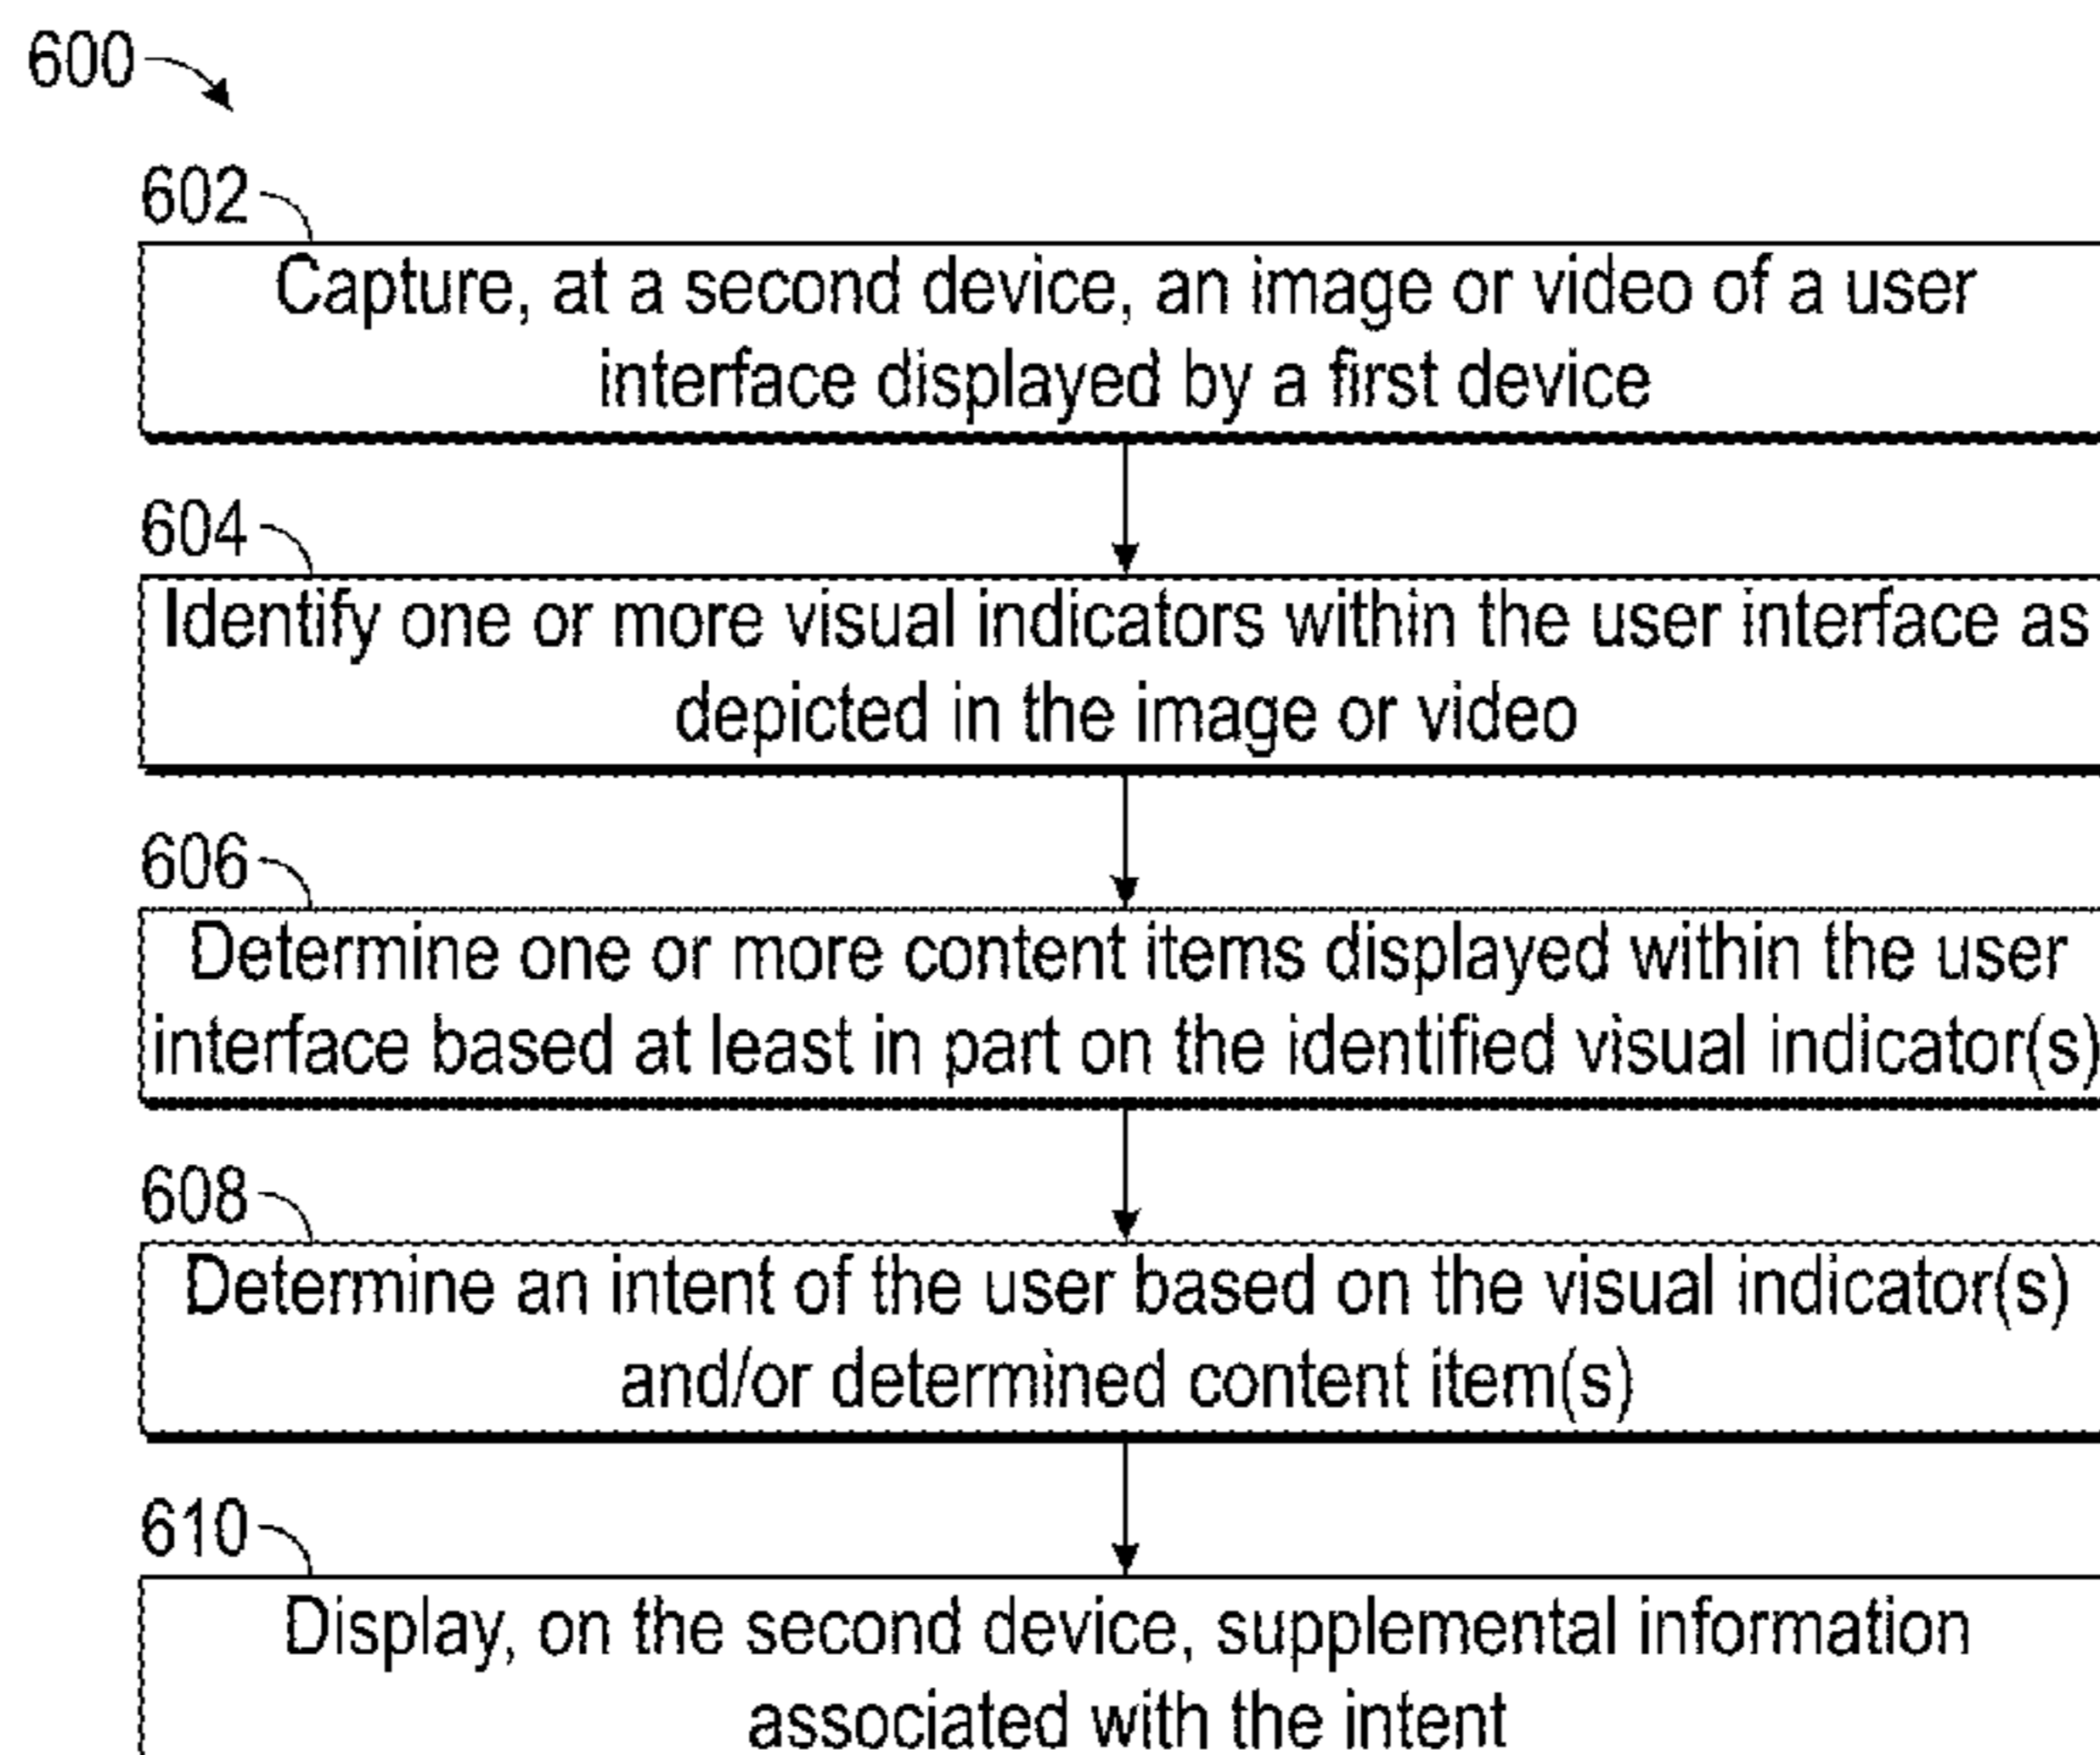 600
602
Capture, at a second device, an image or video of a user
interface displayed by a first device
604
Identify one or more visual indicators within the user interface as
depicted in the image or video
606
Determine one or more content items displayed within the user
interface based at least in part on the identified visual indicator(s)
608
Determine an intent of the user based on the visual indicator(s)
and/or determined content item(s)
610
Display, on the second device, supplemental information
associated with the intent